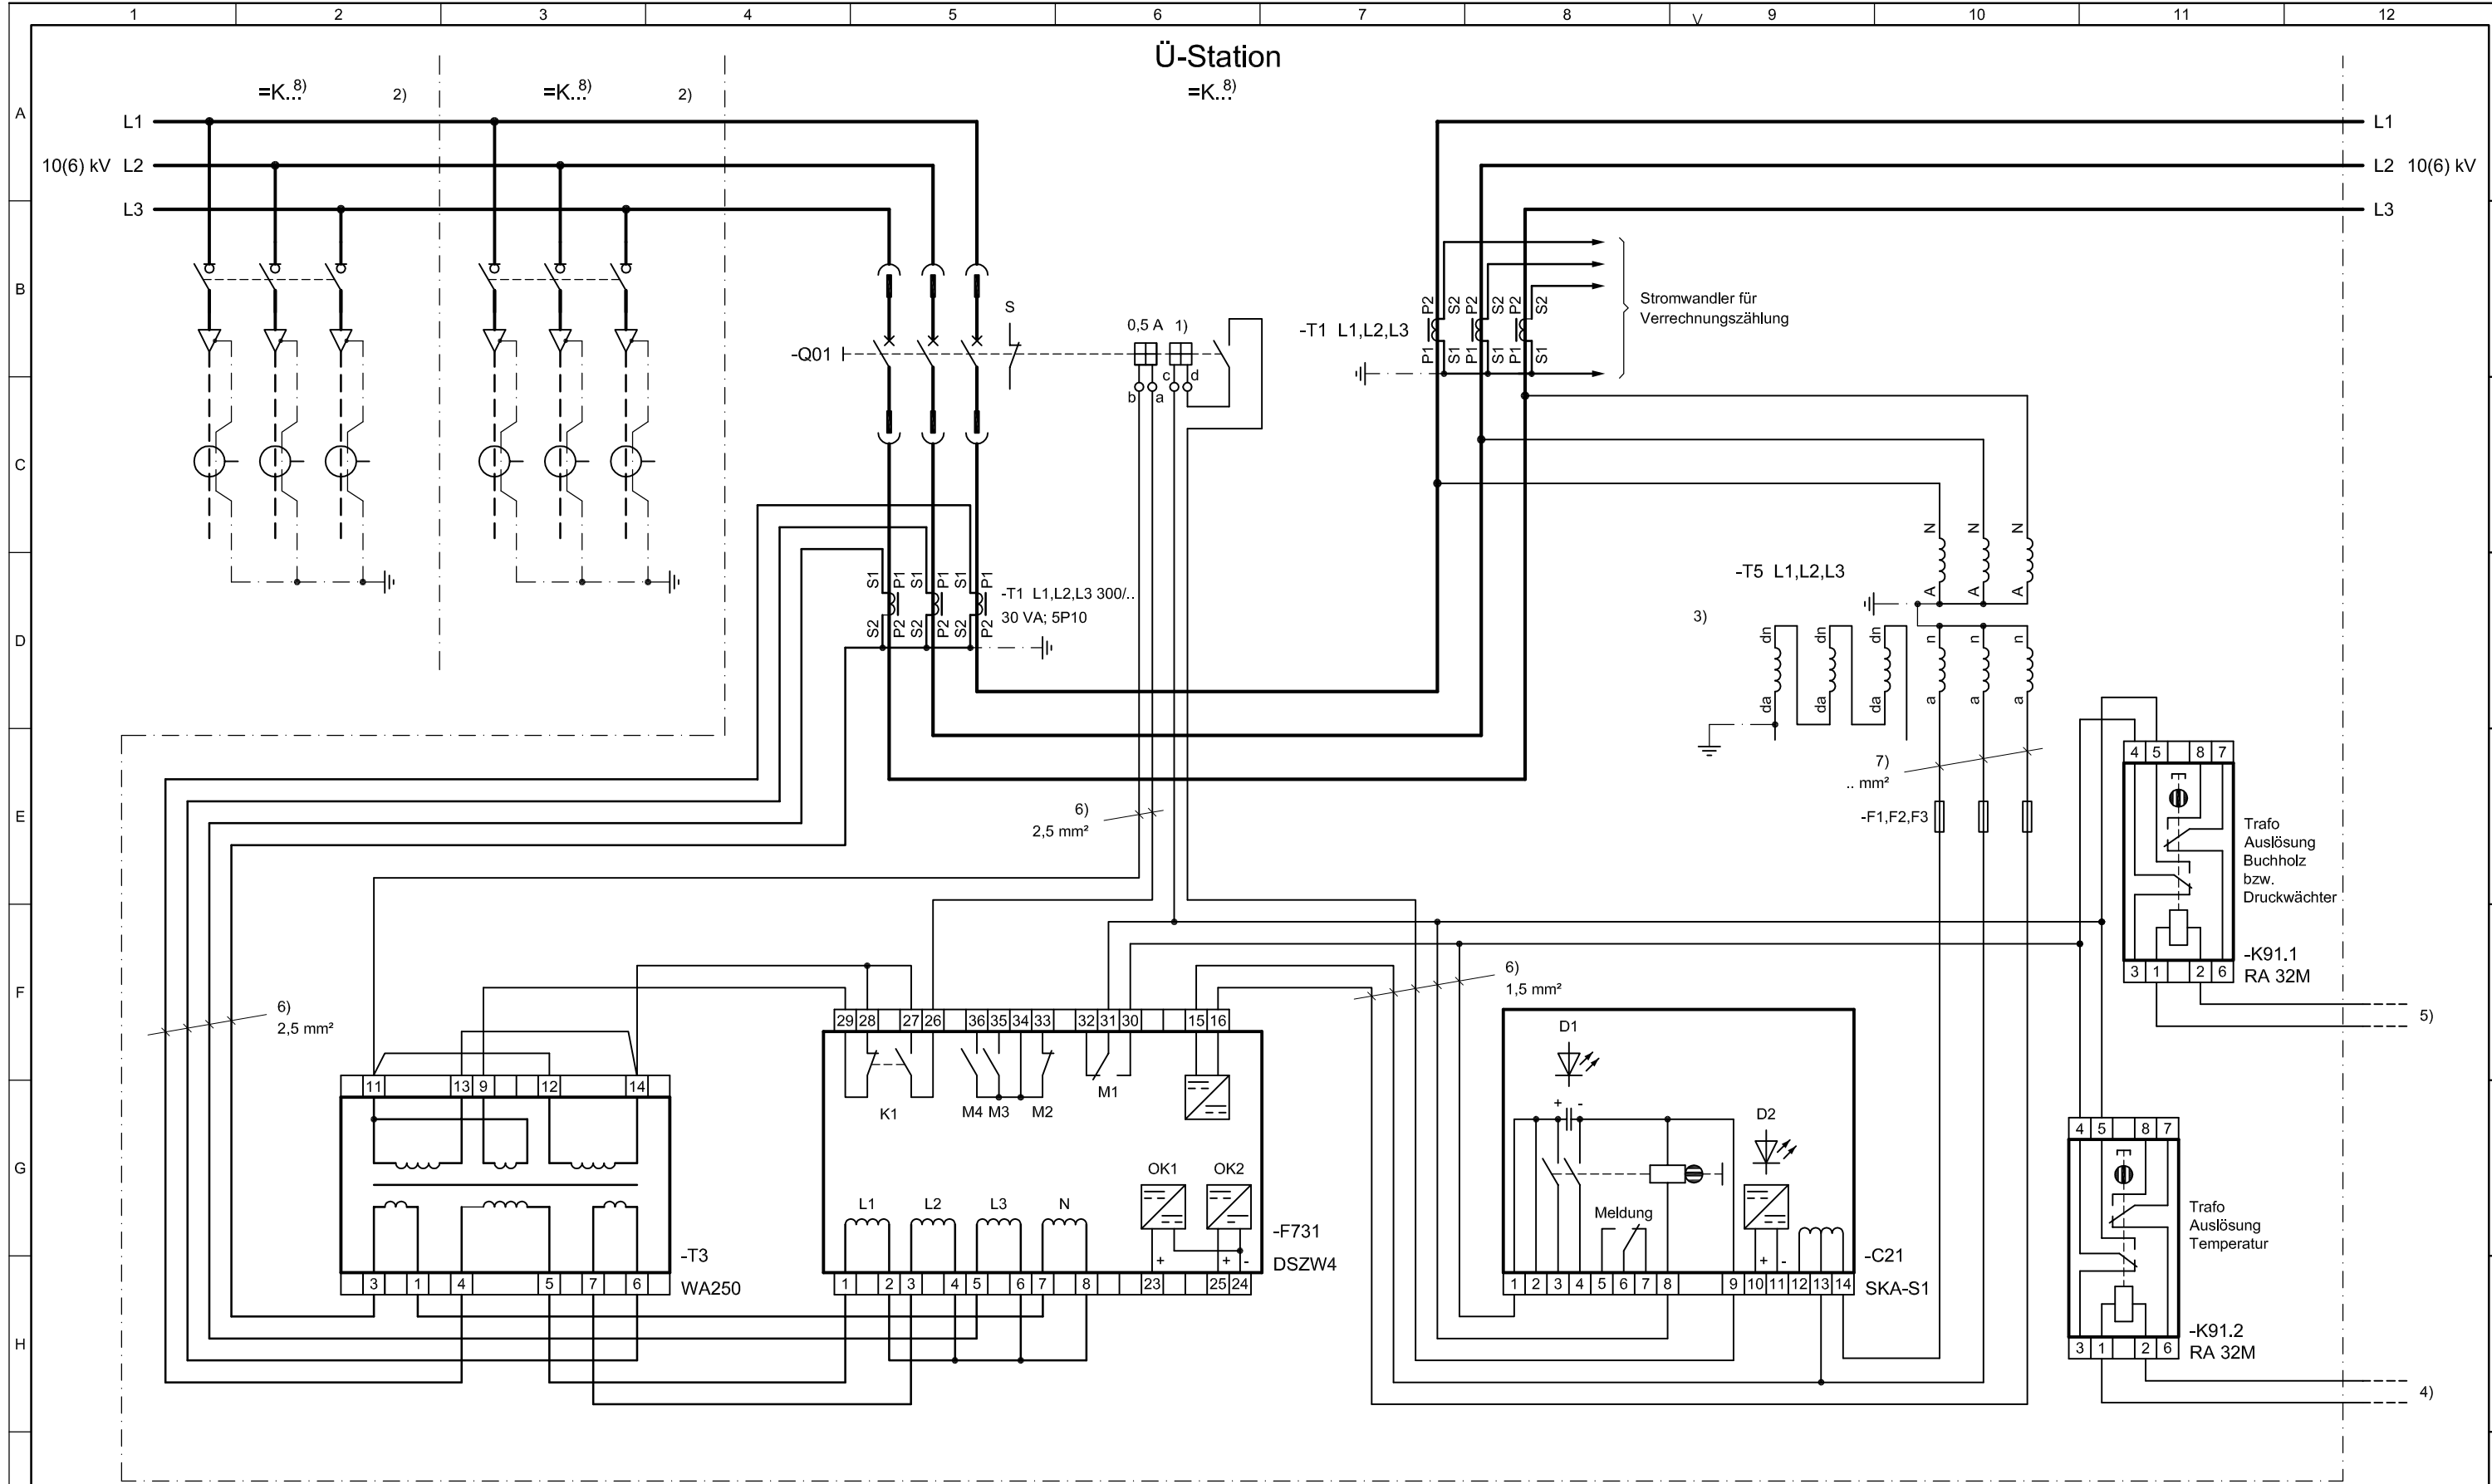 1 2 3 4 5 6 7 8 9 10 11 12
V
Ü-Station
=K...8) 2) =K...8) 2) =K...8)
A
L1 L1
10(6) kV L2 L2 10(6) kV
L3 L3
B
S
0,5 A 1)
-Q01
c d
b a
-T1 L1,L2,L3
P2 S2 P2 S2 P2 S2
P1 S1 P1 S1 P1 S1
Stromwandler für
Verrechnungszählung
C
N N N
-T5 L1,L2,L3
A A A
D
S1 P1 S1 P1 S1 P1
S2 P2 S2 P2 S2 P2
-T1 L1,L2,L3 300/..
30 VA; 5P10
3)
dn dn dn n n n
da da da a a a
E
6)
2,5 mm²
7)
.. mm²
-F1,F2,F3
4 5 8 7
Trafo
Auslösung
Buchholz
bzw.
Druckwächter
3 1 2 6
-K91.1
RA 32M
5)
F
6)
2,5 mm²
6)
1,5 mm²
29 28 27 26 36 35 34 33 32 31 30 15 16
K1 M4 M3 M2 M1
D1
+ -
D2
11 13 9 12 14
G
OK1 OK2
L1 L2 L3 N
+ + -
Meldung
+ -
-T3
WA250
3 1 4 5 7 6
-F731
DSZW4
1 2 3 4 5 6 7 8 23 25 24
-C21
SKA-S1
1 2 3 4 5 6 7 8 9 10 11 12 13 14
4 5 8 7
Trafo
Auslösung
Temperatur
H
-K91.2
RA 32M
3 1 2 6
4)